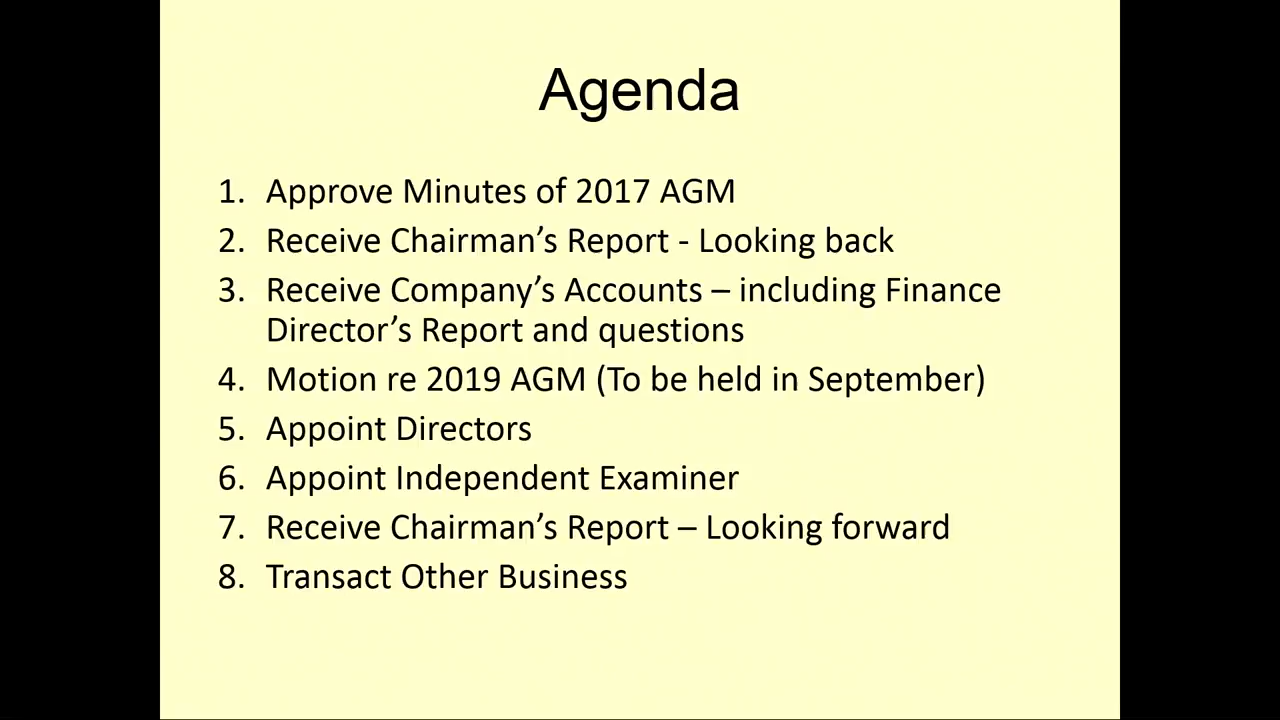 Agenda
1. Approve Minutes of 2017 AGM
2. Receive Chairman’s Report - Looking back
3. Receive Company’s Accounts – including Finance
Director’s Report and questions
4. Motion re 2019 AGM (To be held in September)
5. Appoint Directors
6. Appoint Independent Examiner
7. Receive Chairman’s Report – Looking forward
8. Transact Other Business